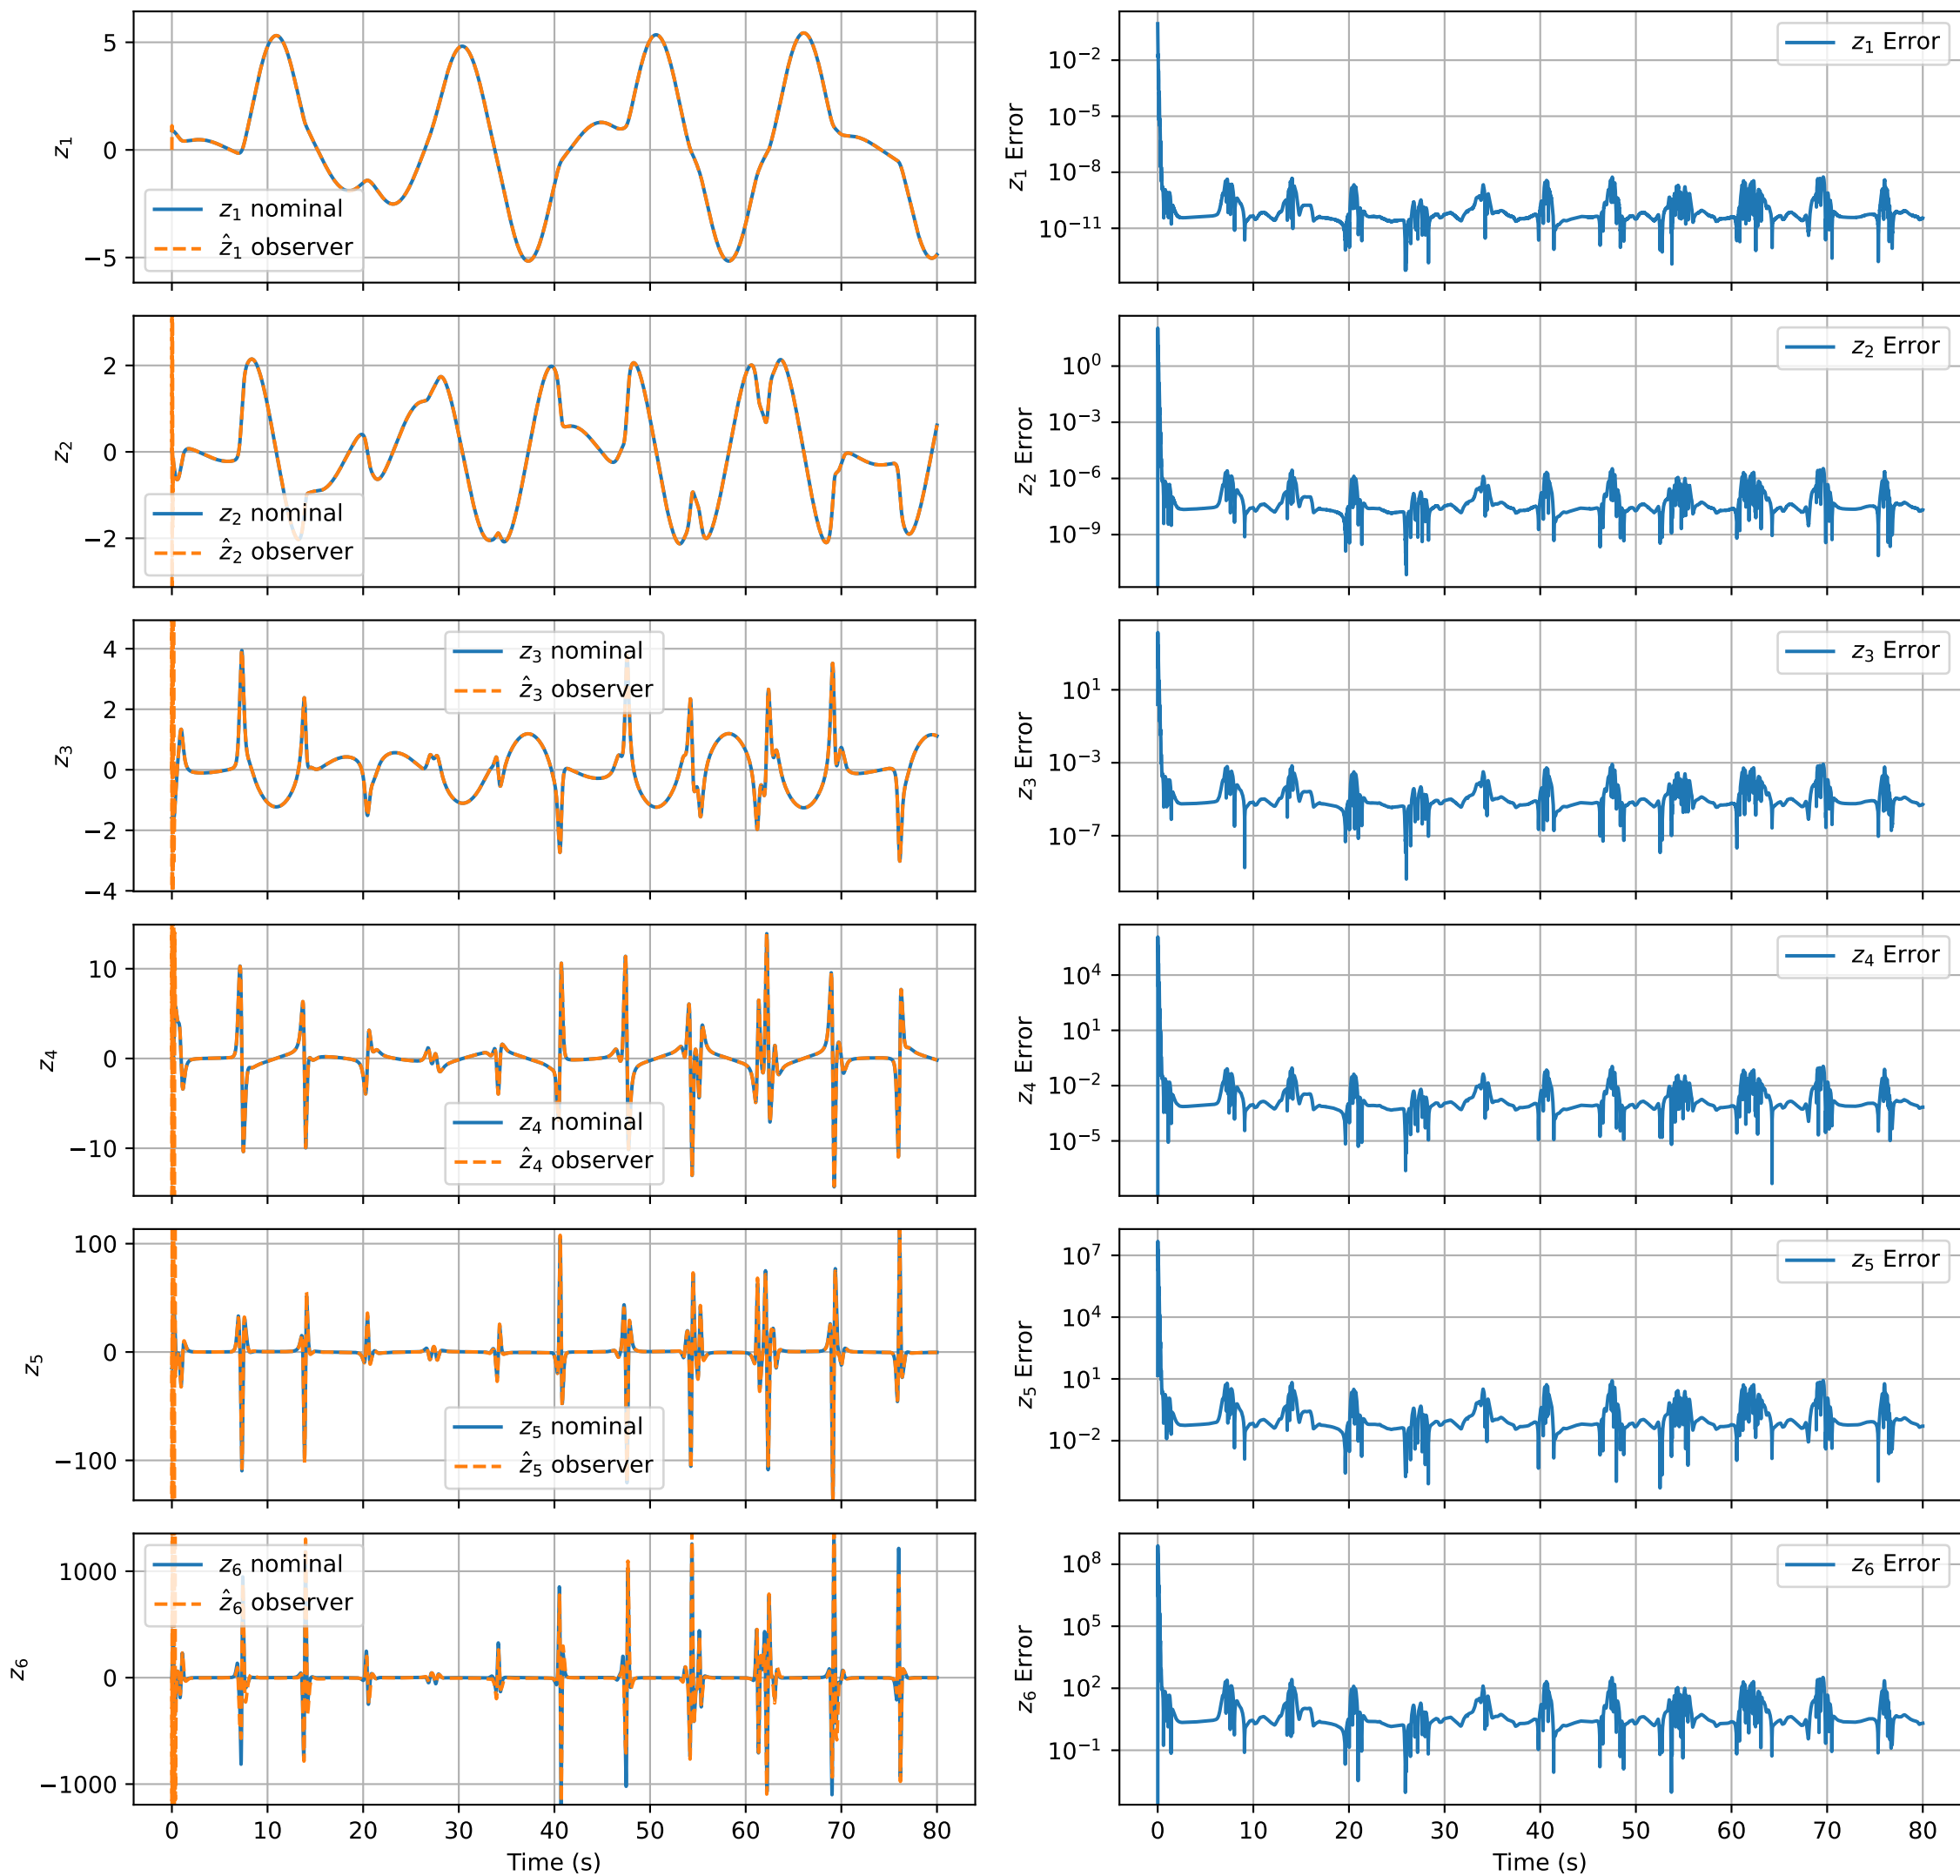 5
0
−5
z1
z1 nominal
ẑ1 observer
10−2
10−5
10−8
10−11
z1 Error
z1 Error
2
0
−2
z2
z2 nominal
ẑ2 observer
100
10−3
10−6
10−9
z2 Error
z2 Error
4
2
0
−2
−4
z3
z3 nominal
ẑ3 observer
101
10−3
10−7
z3 Error
z3 Error
10
0
−10
z4
z4 nominal
ẑ4 observer
104
101
10−2
10−5
z4 Error
z4 Error
100
0
−100
z5
z5 nominal
ẑ5 observer
107
104
101
10−2
z5 Error
z5 Error
1000
0
−1000
z6
z6 nominal
ẑ6 observer
0 10 20 30 40 50 60 70 80
Time (s)
108
105
102
10−1
z6 Error
z6 Error
0 10 20 30 40 50 60 70 80
Time (s)